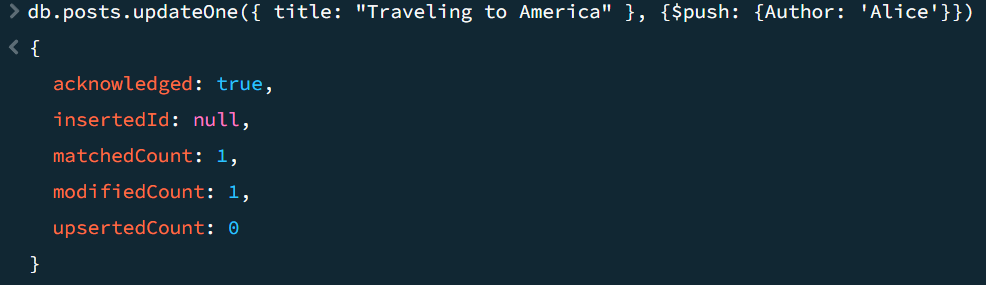 > db.posts.updateOne({ title: "Traveling to America" }, {$push: {Author: 'Alice'}})
< {
acknowledged: true,
insertedId: null,
matchedCount: 1,
modifiedCount: 1,
upsertedCount: 0
}